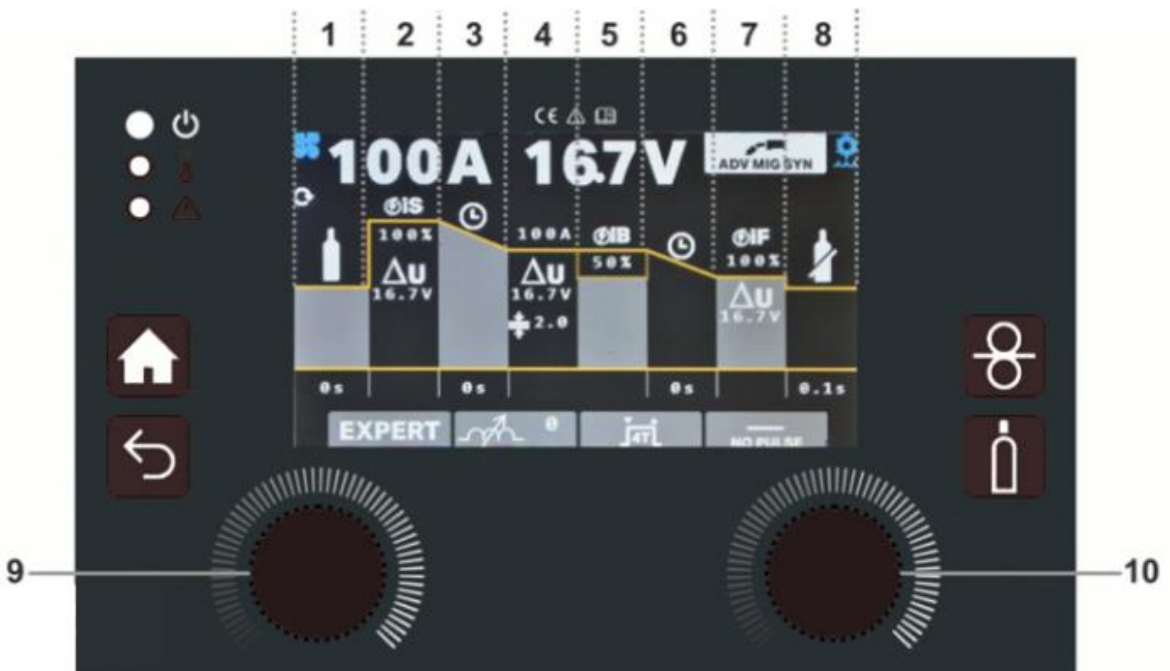 1 2 3 4 5 6 7 8
CE
100A 16.7V ADV MIG SYN
iS
100% 100A iB iF
50% 100%
ΔU ΔU ΔU
16.7V 16.7V 16.7V
2.0
0s 0s 0s 0.1s
EXPERT 0 4T NO PULSE
9 10